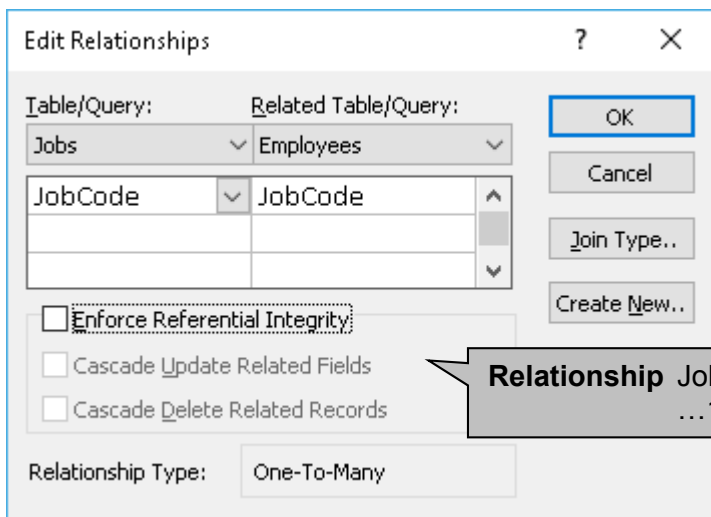 Edit Relationships ? ×
Table/Query: Related Table/Query:
Jobs Employees
JobCode JobCode
Enforce Referential Integrity
Cascade Update Related Fields
Cascade Delete Related Records
Relationship Type: One-To-Many
OK
Cancel
Join Type..
Create New..
Relationship